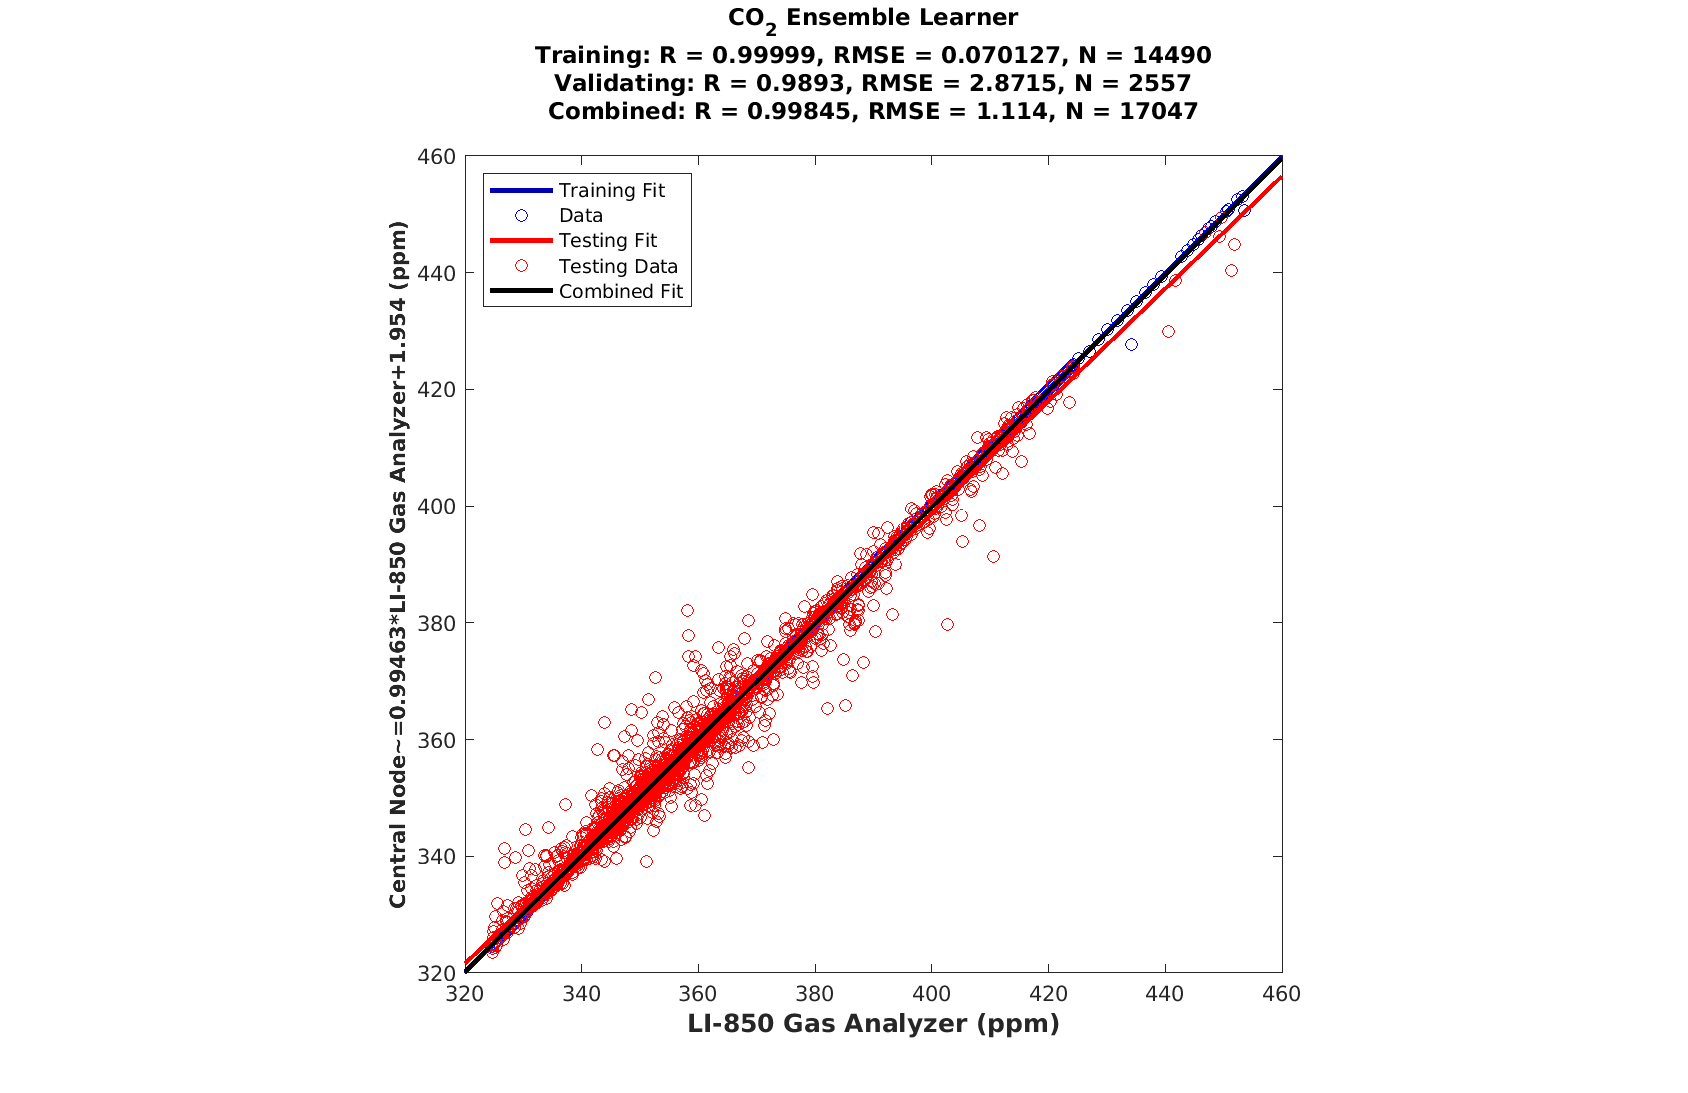 CO2 Ensemble Learner
Training: R = 0.99999, RMSE = 0.070127, N = 14490
Validating: R = 0.9893, RMSE = 2.8715, N = 2557
Combined: R = 0.99845, RMSE = 1.114, N = 17047
Training Fit
Data
Testing Fit
Testing Data
Combined Fit
Central Node~=0.99463*LI-850 Gas Analyzer+1.954 (ppm)
460
440
420
400
380
360
340
320
320 340 360 380 400 420 440 460
LI-850 Gas Analyzer (ppm)